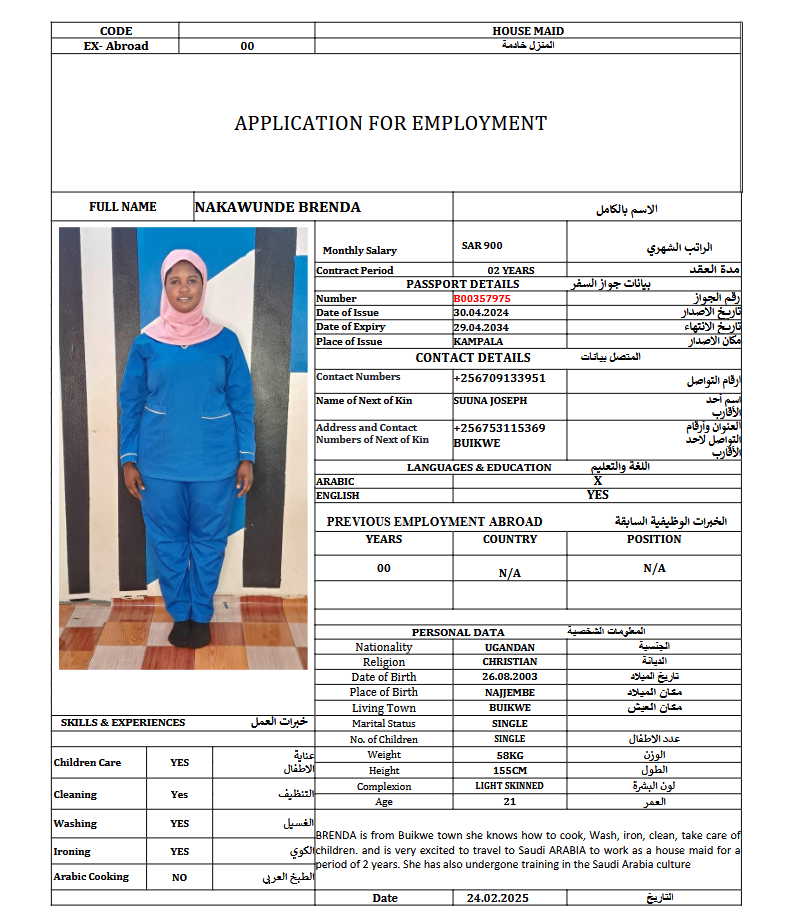 CODE HOUSE MAID
EX- Abroad 00 المنزل خادمة
APPLICATION FOR EMPLOYMENT
FULL NAME NAKAWUNDE BRENDA الاسم بالكامل
Monthly Salary SAR 900 الراتب الشهري
Contract Period 02 YEARS مدة العقد
PASSPORT DETAILS بيانات جواز السفر
Number B00357975 رقم الجواز
Date of Issue 30.04.2024 تاريخ الاصدار
Date of Expiry 29.04.2034 تاريخ الانتهاء
Place of Issue KAMPALA مكان الاصدار
CONTACT DETAILS المتصل بيانات
Contact Numbers +256709133951 ارقام التواصل
Name of Next of Kin SUUNA JOSEPH اسم أحد
الأقارب
Address and Contact +256753115369 العنوان وأرقام
Numbers of Next of Kin BUIKWE التواصل لاحد
الأقارب
LANGUAGES & EDUCATION اللغة والتعليم
ARABIC X
ENGLISH YES
PREVIOUS EMPLOYMENT ABROAD الخبرات الوظيفية السابقة
YEARS COUNTRY POSITION
00 N/A N/A
PERSONAL DATA المعلومات الشخصية
Nationality UGANDAN الجنسية
Religion CHRISTIAN الديانة
Date of Birth 26.08.2003 تاريخ الميلاد
Place of Birth NAJJEMBE مكان الميلاد
Living Town BUIKWE مكان العيش
Marital Status SINGLE
No. of Children SINGLE عدد الاطفال
Weight 58KG الوزن
Height 155CM الطول
Complexion LIGHT SKINNED لون البشرة
Age 21 العمر
SKILLS & EXPERIENCES خبرات العمل
Children Care YES عناية
الاطفال
Cleaning Yes التنظيف
Washing YES الغسيل
Ironing YES الكوي
Arabic Cooking NO الطبخ العربي
BRENDA is from Buikwe town she knows how to cook, Wash, iron, clean, take care of
children. and is very excited to travel to Saudi ARABIA to work as a house maid for a
period of 2 years. She has also undergone training in the Saudi Arabia culture
Date 24.02.2025 التاريخ